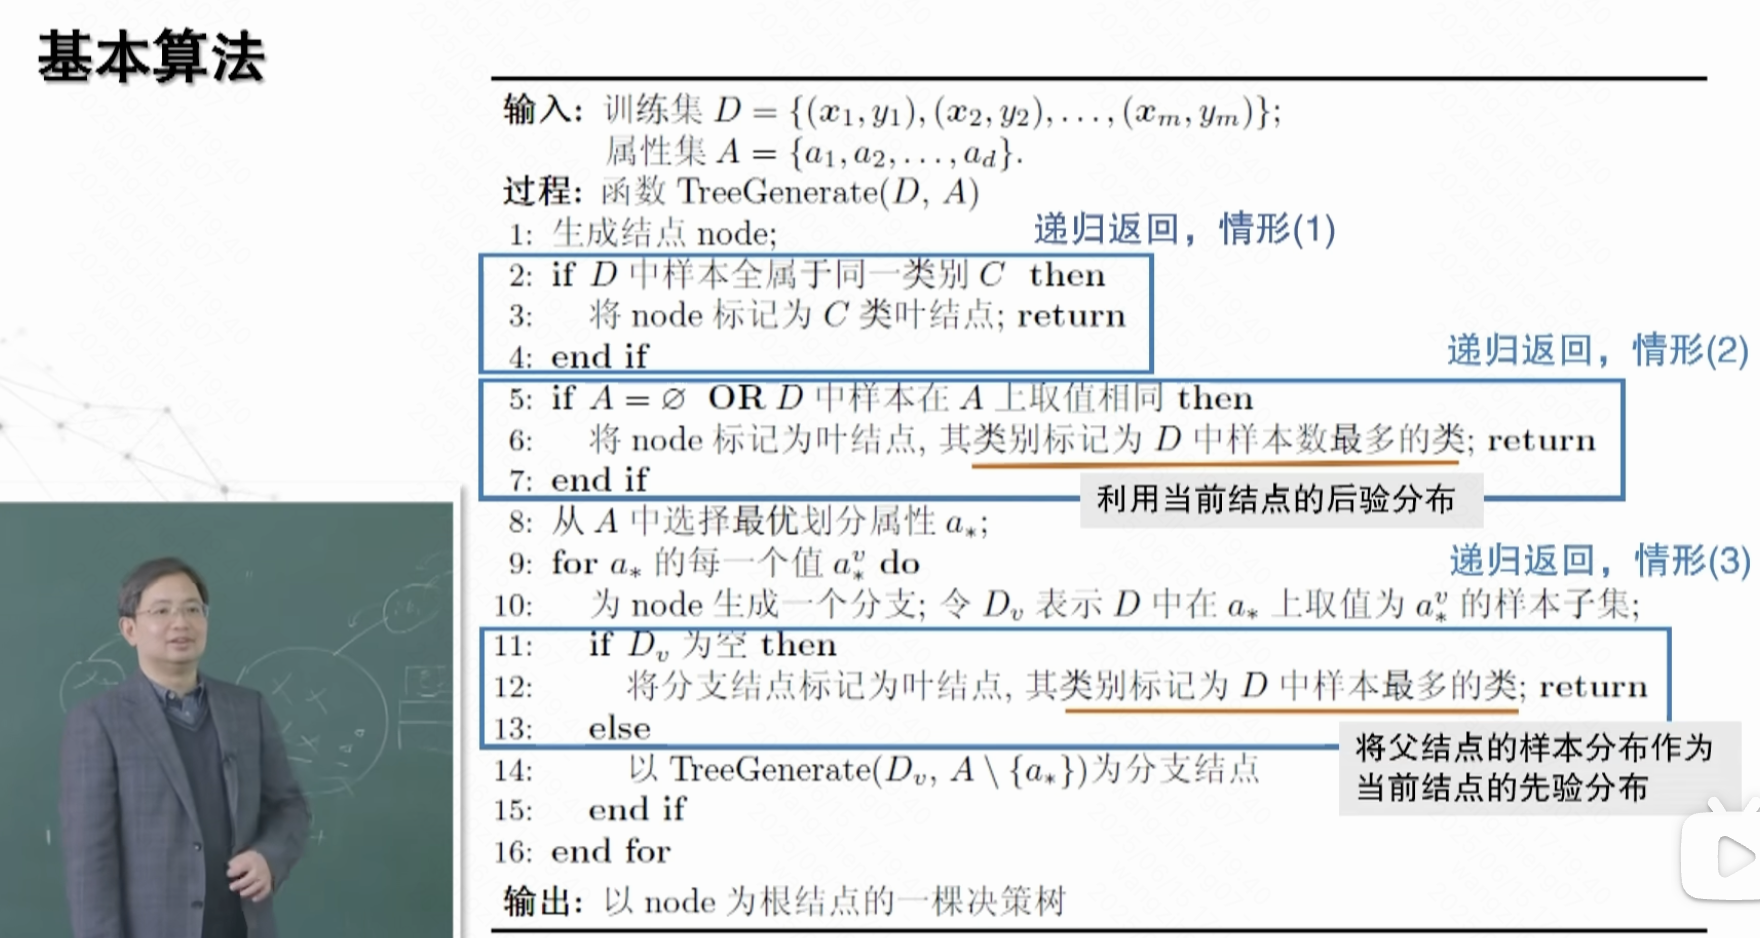 基本算法
输入: 训练集 D = {(x₁, y₁), (x₂, y₂), . . . , (xₘ, yₘ)};
属性集 A = {a₁, a₂, . . . , a_d}.
过程: 函数 TreeGenerate(D, A)
递归返回，情形(1)
1: 生成结点 node;
2: if D 中样本全属于同一类别 C then
3: 将 node 标记为 C 类叶结点; return
4: end if
递归返回，情形(2)
5: if A = ∅ OR D 中样本在 A 上取值相同 then
6: 将 node 标记为叶结点, 其类别标记为 D 中样本数最多的类; return
7: end if
利用当前结点的后验分布
8: 从 A 中选择最优划分属性 a_*;
9: for a_* 的每一个值 a_*^v do
递归返回，情形(3)
10: 为 node 生成一个分支; 令 D_v 表示 D 中在 a_* 上取值为 a_*^v 的样本子集;
11: if D_v 为空 then
12: 将分支结点标记为叶结点, 其类别标记为 D 中样本最多的类; return
13: else
将父结点的样本分布作为
当前结点的先验分布
14: 以 TreeGenerate(D_v, A \ {a_*})为分支结点
15: end if
16: end for
输出: 以 node 为根结点的一棵决策树